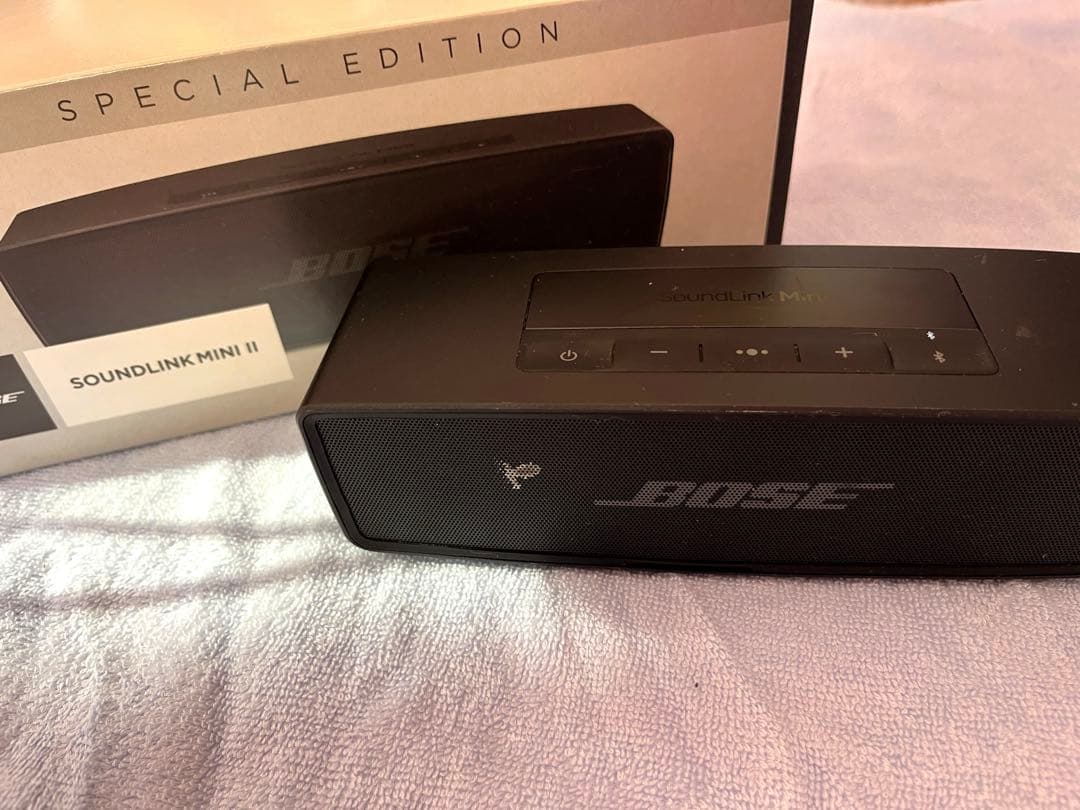 SPECIAL EDITION
BOSE
SOUNDLINK MINI II
SoundLink Mini
BOSE